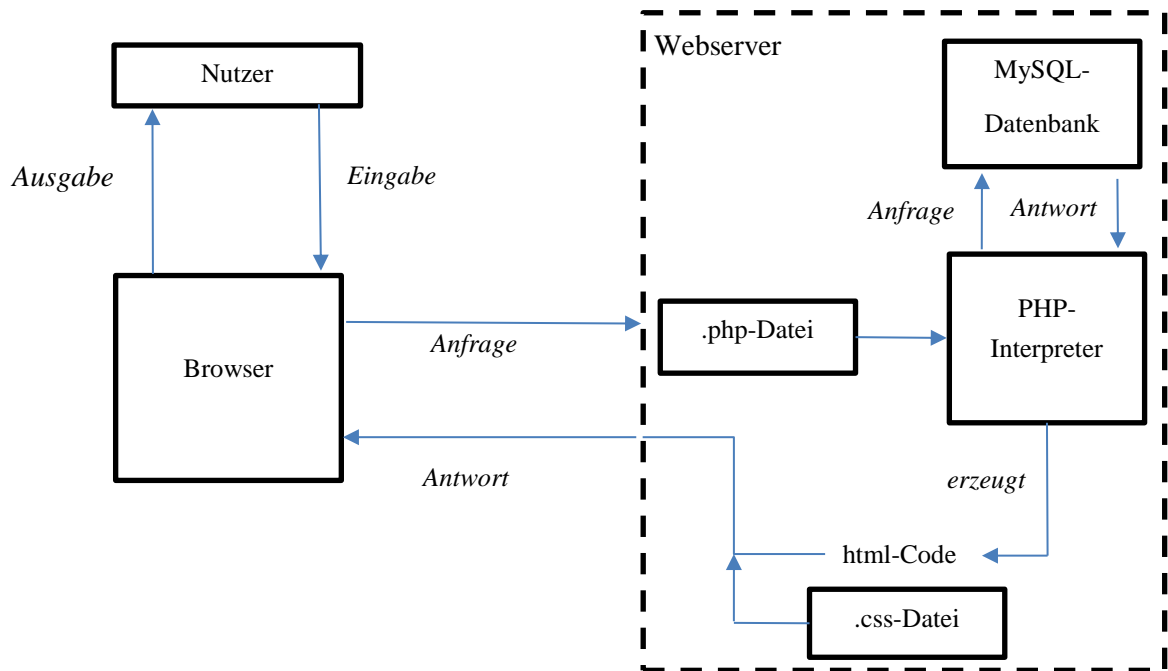 Webserver
Nutzer
MySQL-
Datenbank
Ausgabe
Eingabe
Anfrage
Antwort
Browser
Anfrage
.php-Datei
PHP-
Interpreter
Antwort
erzeugt
html-Code
.css-Datei